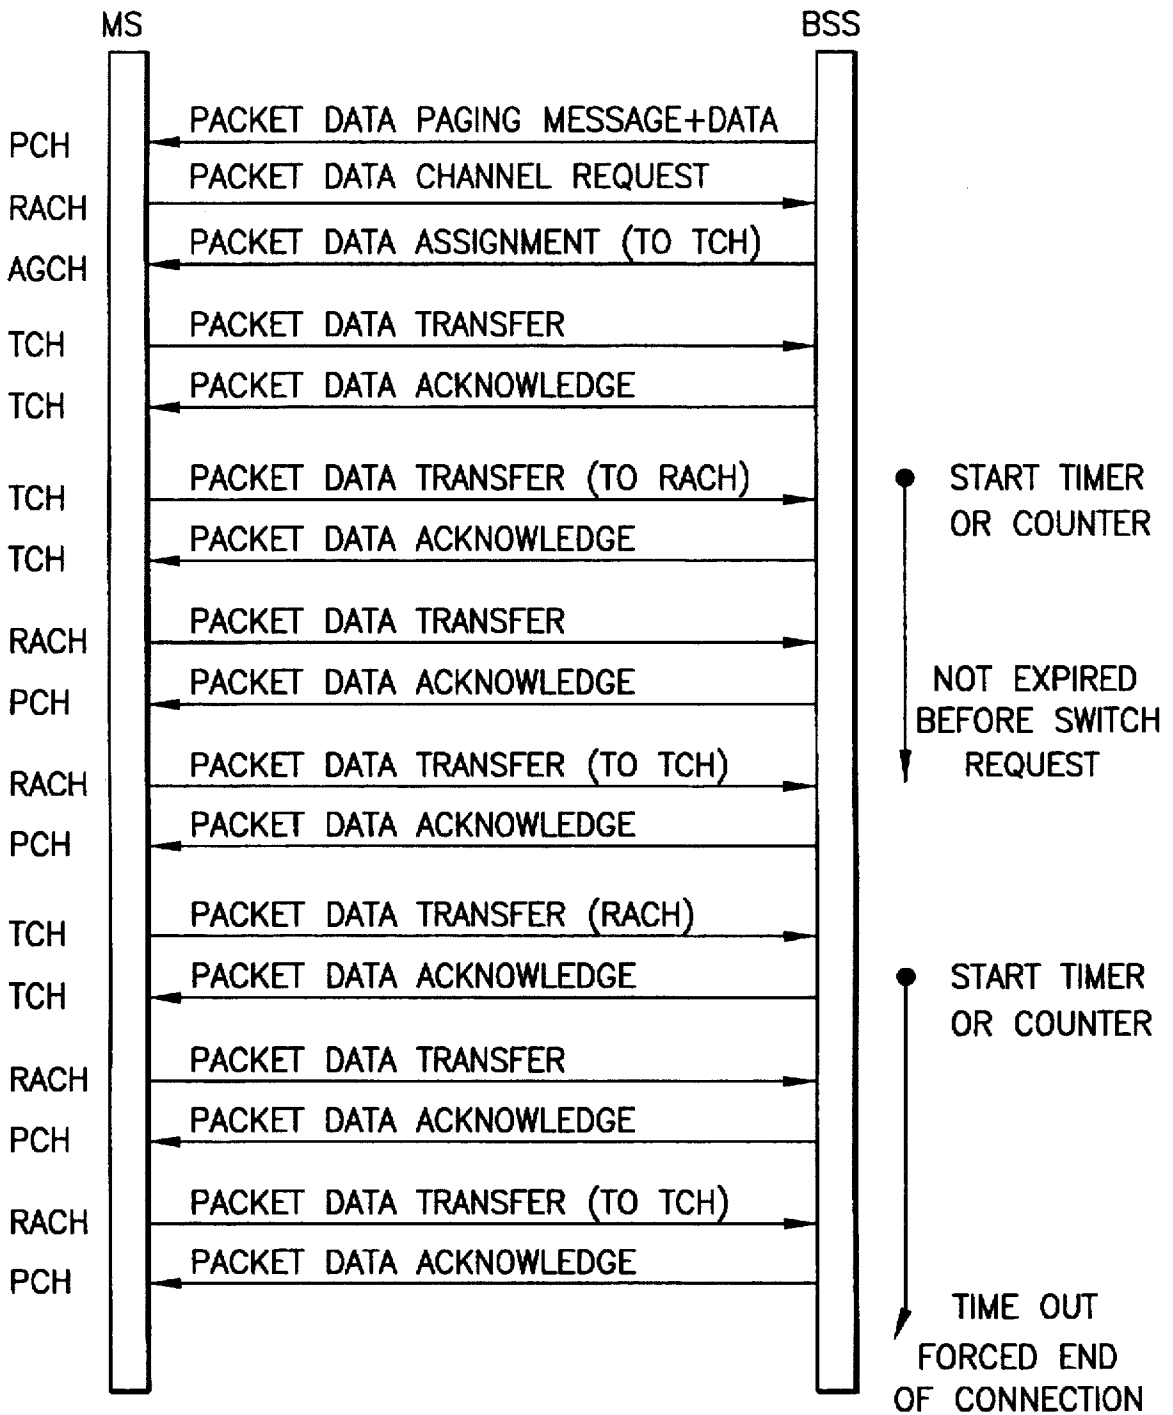 MS
BSS
PACKET DATA PAGING MESSAGE+DATA
PCH
PACKET DATA CHANNEL REQUEST
RACH
PACKET DATA ASSIGNMENT (TO TCH)
AGCH
PACKET DATA TRANSFER
TCH
PACKET DATA ACKNOWLEDGE
TCH
PACKET DATA TRANSFER (TO RACH)
TCH
START TIMER
OR COUNTER
PACKET DATA ACKNOWLEDGE
TCH
PACKET DATA TRANSFER
RACH
PACKET DATA ACKNOWLEDGE
PCH
NOT EXPIRED
BEFORE SWITCH
REQUEST
PACKET DATA TRANSFER (TO TCH)
RACH
PACKET DATA ACKNOWLEDGE
PCH
PACKET DATA TRANSFER (RACH)
TCH
PACKET DATA ACKNOWLEDGE
TCH
START TIMER
OR COUNTER
PACKET DATA TRANSFER
RACH
PACKET DATA ACKNOWLEDGE
PCH
PACKET DATA TRANSFER (TO TCH)
RACH
PACKET DATA ACKNOWLEDGE
PCH
TIME OUT
FORCED END
OF CONNECTION